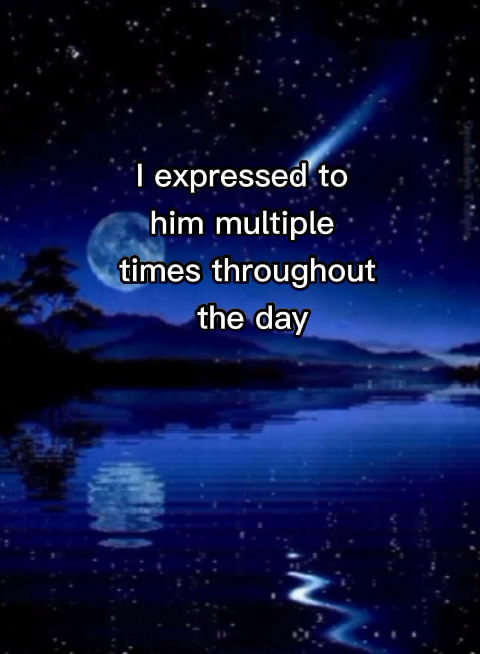 I expressed to
him multiple
times throughout
the day